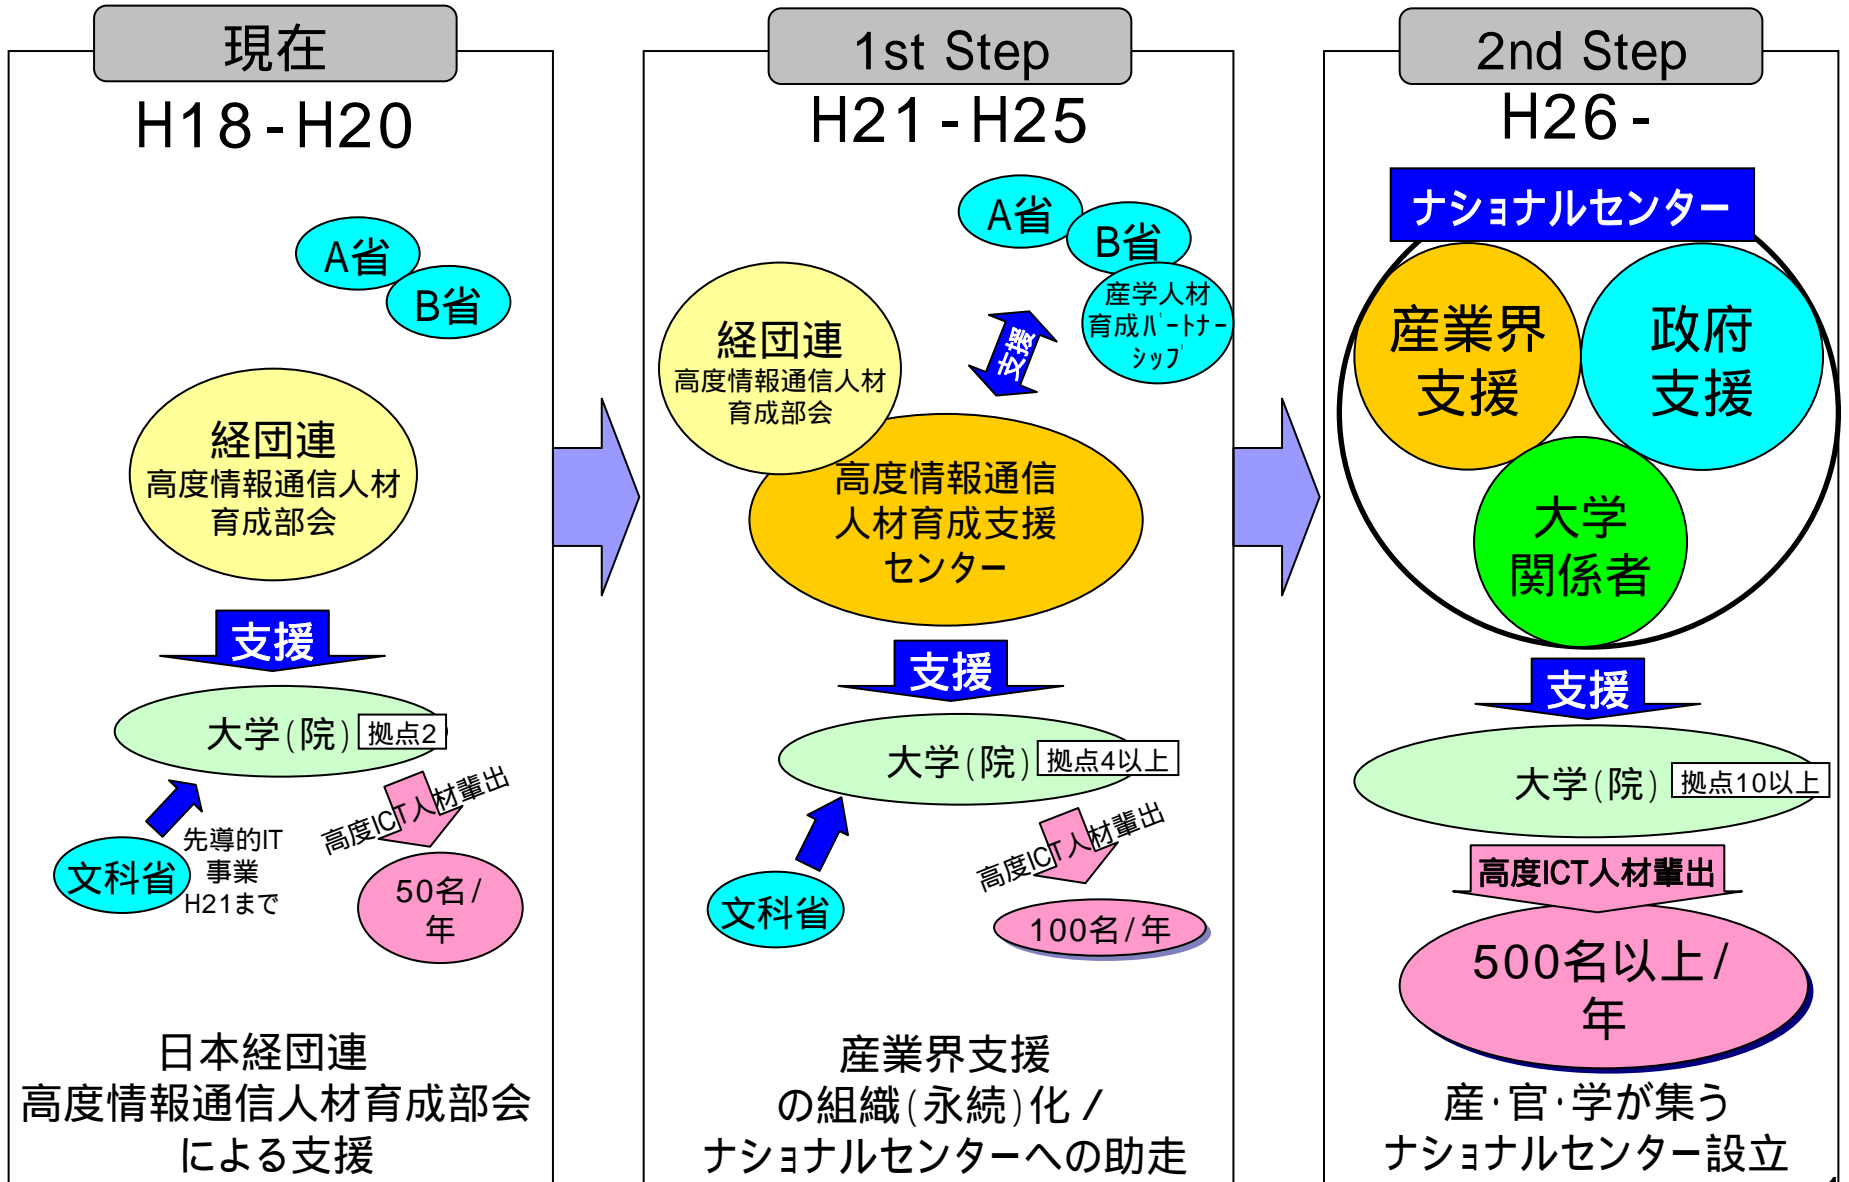 現在
H18-H20
A省
B省
経団連
高度情報通信人材
育成部会
支援
大学(院)
拠点2
文科省
先導的IT
事業
H21まで
高度ICT人材輩出
50名/
年
日本経団連
高度情報通信人材育成部会
による支援
1st Step
H21-H25
A省
B省
産学人材
育成ﾊﾟｰﾄﾅｰ
ｼｯﾌﾟ
経団連
高度情報通信人材
育成部会
支援
高度情報通信
人材育成支援
センター
支援
大学(院)
拠点4以上
文科省
高度ICT人材輩出
100名/年
産業界支援
の組織(永続)化/
ナショナルセンターへの助走
2nd Step
H26-
ナショナルセンター
産業界
支援
政府
支援
大学
関係者
支援
大学(院)
拠点10以上
高度ICT人材輩出
500名以上/
年
産・官・学が集う
ナショナルセンター設立